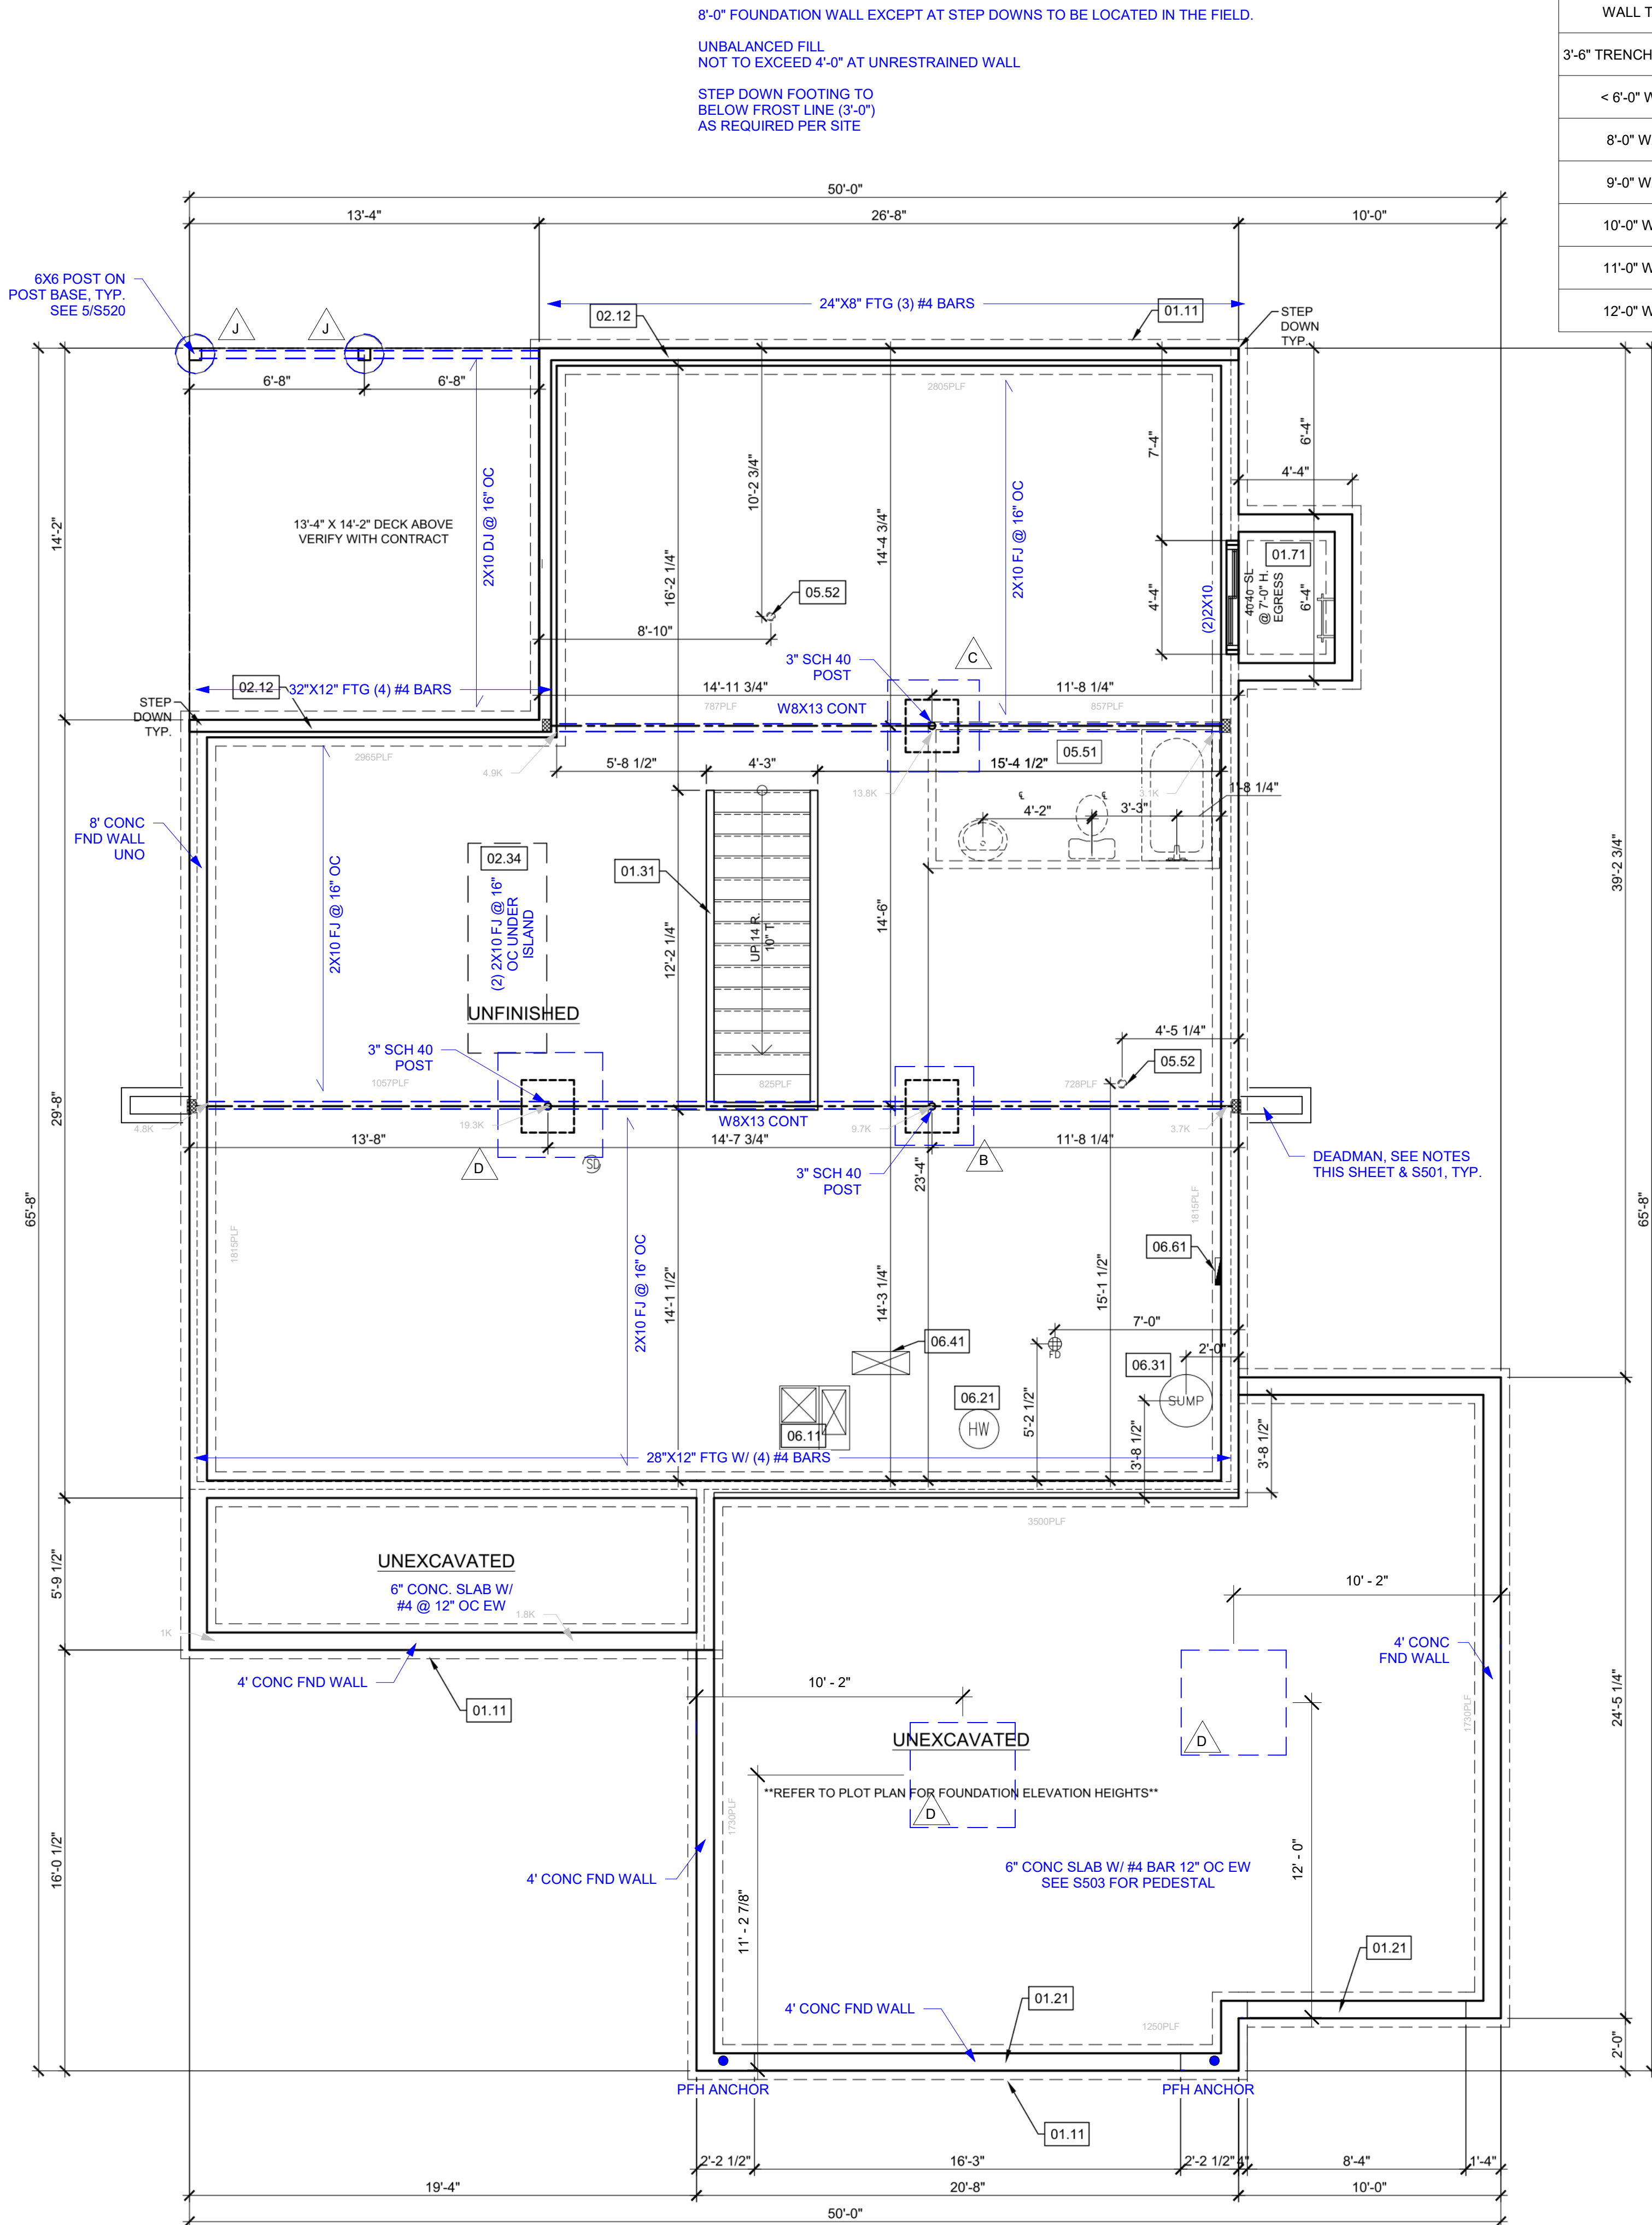 8'-0" FOUNDATION WALL EXCEPT AT STEP DOWNS TO BE LOCATED IN THE FIELD.
UNBALANCED FILL
NOT TO EXCEED 4'-0" AT UNRESTRAINED WALL
STEP DOWN FOOTING TO
BELOW FROST LINE (3'-0")
AS REQUIRED PER SITE
WALL T
3'-6" TRENCH
< 6'-0" W
8'-0" W
9'-0" W
10'-0" W
11'-0" W
12'-0" W
50'-0"
13'-4"
26'-8"
10'-0"
6X6 POST ON
POST BASE, TYP.
SEE 5/S520
J
J
02.12
24"X8" FTG (3) #4 BARS
01.11
STEP
DOWN
TYP.
6'-8"
6'-8"
2805PLF
14'-2"
13'-4" X 14'-2" DECK ABOVE
VERIFY WITH CONTRACT
2X10 DJ @ 16" OC
10'-2 3/4"
16'-2 1/4"
14'-4 3/4"
2X10 FJ @ 16" OC
7'-4"
6'-4"
4'-4"
4'-4"
(2)2X10
4040 SL
@ 7'-0" H.
EGRESS
01.71
6'-4"
05.52
8'-10"
3" SCH 40
POST
C
02.12
32"X12" FTG (4) #4 BARS
STEP
DOWN
TYP.
14'-11 3/4"
11'-8 1/4"
787PLF
W8X13 CONT
857PLF
2965PLF
4.9K
5'-8 1/2"
4'-3"
15'-4 1/2"
05.51
13.8K
3.1K
1'-8 1/4"
4'-2"
3'-3"
8' CONC
FND WALL
UNO
2X10 FJ @ 16" OC
02.34
(2) 2X10 FJ @ 16"
OC UNDER
ISLAND
01.31
12'-2 1/4"
UP 14 R.
10" T
14'-6"
39'-2 3/4"
UNFINISHED
3" SCH 40
POST
4'-5 1/4"
05.52
1057PLF
825PLF
728PLF
29'-8"
4.8K
19.3K
W8X13 CONT
9.7K
3.7K
13'-8"
14'-7 3/4"
11'-8 1/4"
D
SD
B
3" SCH 40
POST
23'-4"
DEADMAN, SEE NOTES
THIS SHEET & S501, TYP.
65'-8"
65'-8"
1815PLF
1815PLF
06.61
2X10 FJ @ 16" OC
14'-1 1/2"
14'-3 1/4"
15'-1 1/2"
7'-0"
06.41
FD
2'-0"
06.31
06.21
SUMP
HW
06.11
5'-2 1/2"
3'-8 1/2"
3'-8 1/2"
28"X12" FTG W/ (4) #4 BARS
3500PLF
5'-9 1/2"
UNEXCAVATED
6" CONC. SLAB W/
#4 @ 12" OC EW
1.8K
1K
10' - 2"
4' CONC
FND WALL
4' CONC FND WALL
01.11
10' - 2"
24'-5 1/4"
1730PLF
UNEXCAVATED
D
**REFER TO PLOT PLAN FOR FOUNDATION ELEVATION HEIGHTS**
D
1730PLF
16'-0 1/2"
12' - 0"
4' CONC FND WALL
6" CONC SLAB W/ #4 BAR 12" OC EW
SEE S503 FOR PEDESTAL
11' - 2 7/8"
01.21
4' CONC FND WALL
01.21
1250PLF
2'-0"
PFH ANCHOR
PFH ANCHOR
01.11
2'-2 1/2"
16'-3"
2'-2 1/2"
4"
8'-4"
1'-4"
19'-4"
20'-8"
10'-0"
50'-0"